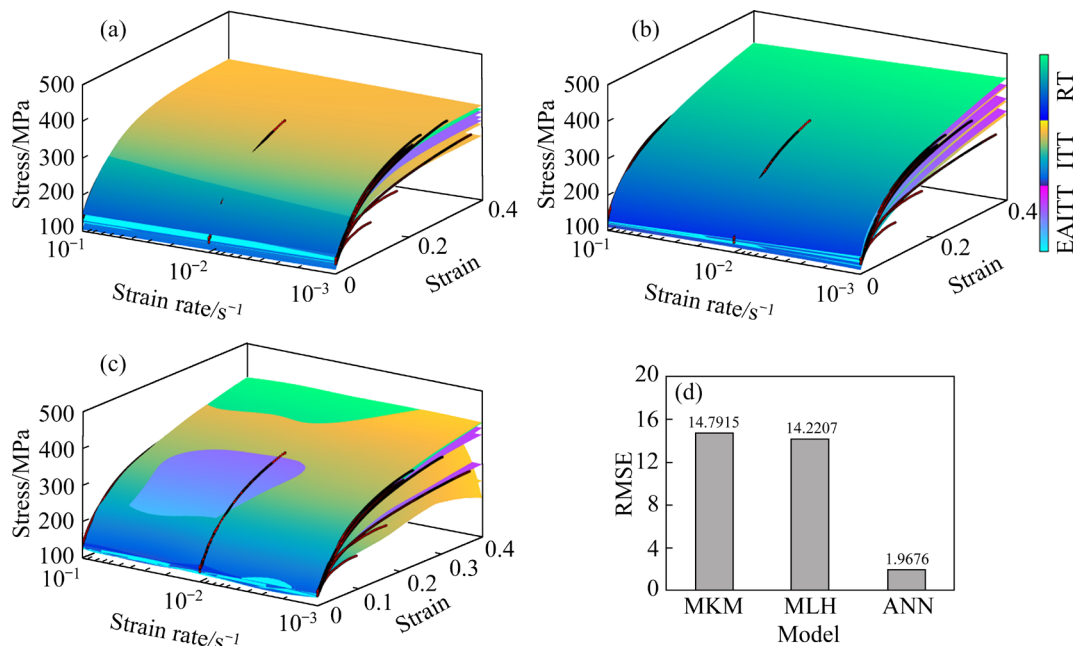 (a)
500
400
300
200
100
Stress/MPa
10⁻¹
10⁻²
10⁻³
Strain rate/s⁻¹
0
0.2
0.4
Strain
(b)
500
400
300
200
100
Stress/MPa
10⁻¹
10⁻²
10⁻³
Strain rate/s⁻¹
0
0.2
0.4
Strain
RT
ITT
EAITT
(c)
500
400
300
200
100
Stress/MPa
10⁻¹
10⁻²
10⁻³
Strain rate/s⁻¹
0
0.1
0.2
0.3
0.4
Strain
(d)
20
16
12
8
4
0
RMSE
14.7915
14.2207
1.9676
MKM MLH ANN
Model